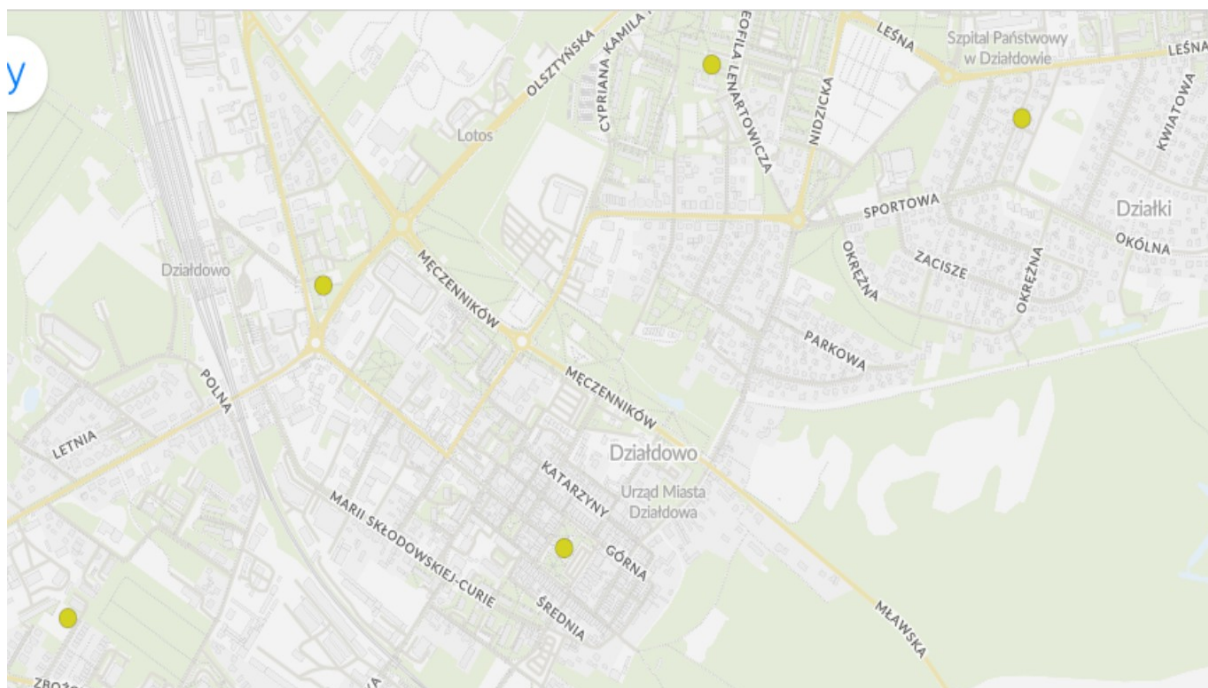 y
OLSZTYŃSKA
CYPRIANA KAMILA
EOFILA LENARTOWICZA
NIDZICKA
LEŚNA
Szpital Państwowy
w Działdowie
LEŚNA
KWIATOWA
Lotos
SPORTOWA
Działki
OKÓLNA
Działdowo
MĘCZENNIKÓW
OKRĘŻNA
ZACISZE
OKRĘŻNA
PARKOWA
POLNA
LETNIA
MĘCZENNIKÓW
Działdowo
KATARZYNY
Urząd Miasta
Działdowa
MARII SKŁODOWSKIEJ-CURIE
GÓRNA
ŚREDNIA
MŁAWSKA